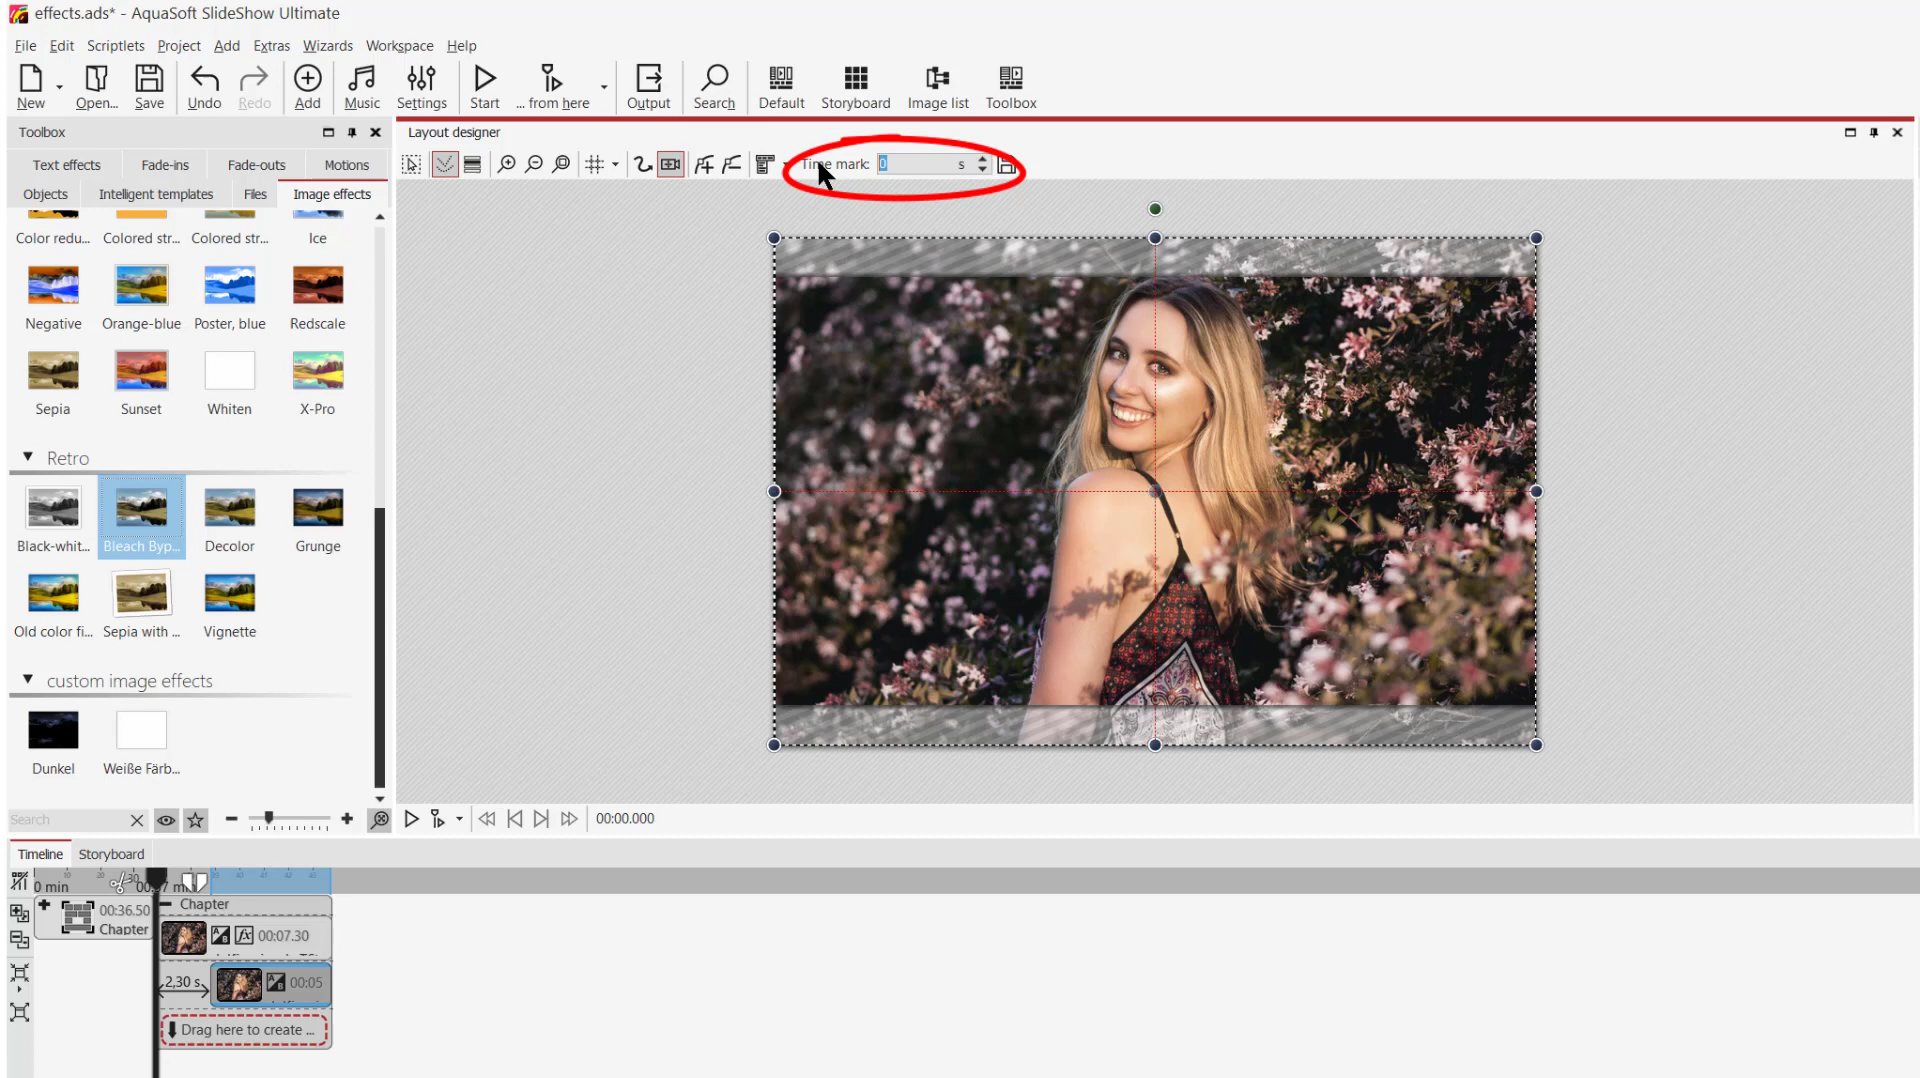 effects.ads* - AquaSoft SlideShow Ultimate
File Edit Scriptlets Project Add Extras Wizards Workspace Help
New Open... Save Undo Redo Add Music Settings Start ... from here Output Search Default Storyboard Image list Toolbox
Toolbox
Layout designer
Text effects Fade-ins Fade-outs Motions
Time mark: 0 s
Objects Intelligent templates Files Image effects
Color redu... Colored str... Colored str... Ice
Negative Orange-blue Poster, blue Redscale
Sepia Sunset Whiten X-Pro
Retro
Black-whit... Bleach Byp... Decolor Grunge
Old color fi... Sepia with ... Vignette
custom image effects
Dunkel Weiße Färb...
Search
00:00.000
Timeline Storyboard
0 min
Chapter
00:36.50
Chapter
fx 00:07.30
2,30 s
00:05
Drag here to create ...